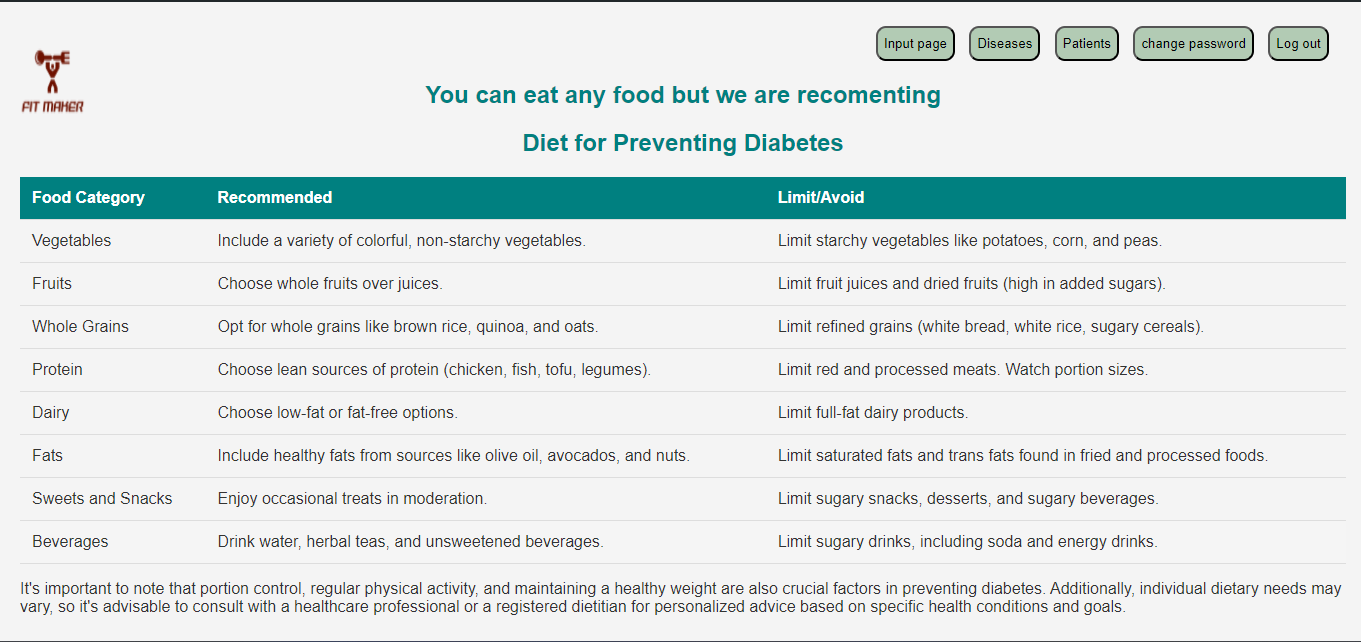 Input page Diseases Patients change password Log out
FIT MAKER
You can eat any food but we are recomenting
Diet for Preventing Diabetes
Food Category Recommended Limit/Avoid
Vegetables Include a variety of colorful, non-starchy vegetables. Limit starchy vegetables like potatoes, corn, and peas.
Fruits Choose whole fruits over juices. Limit fruit juices and dried fruits (high in added sugars).
Whole Grains Opt for whole grains like brown rice, quinoa, and oats. Limit refined grains (white bread, white rice, sugary cereals).
Protein Choose lean sources of protein (chicken, fish, tofu, legumes). Limit red and processed meats. Watch portion sizes.
Dairy Choose low-fat or fat-free options. Limit full-fat dairy products.
Fats Include healthy fats from sources like olive oil, avocados, and nuts. Limit saturated fats and trans fats found in fried and processed foods.
Sweets and Snacks Enjoy occasional treats in moderation. Limit sugary snacks, desserts, and sugary beverages.
Beverages Drink water, herbal teas, and unsweetened beverages. Limit sugary drinks, including soda and energy drinks.
It's important to note that portion control, regular physical activity, and maintaining a healthy weight are also crucial factors in preventing diabetes. Additionally, individual dietary needs may
vary, so it's advisable to consult with a healthcare professional or a registered dietitian for personalized advice based on specific health conditions and goals.